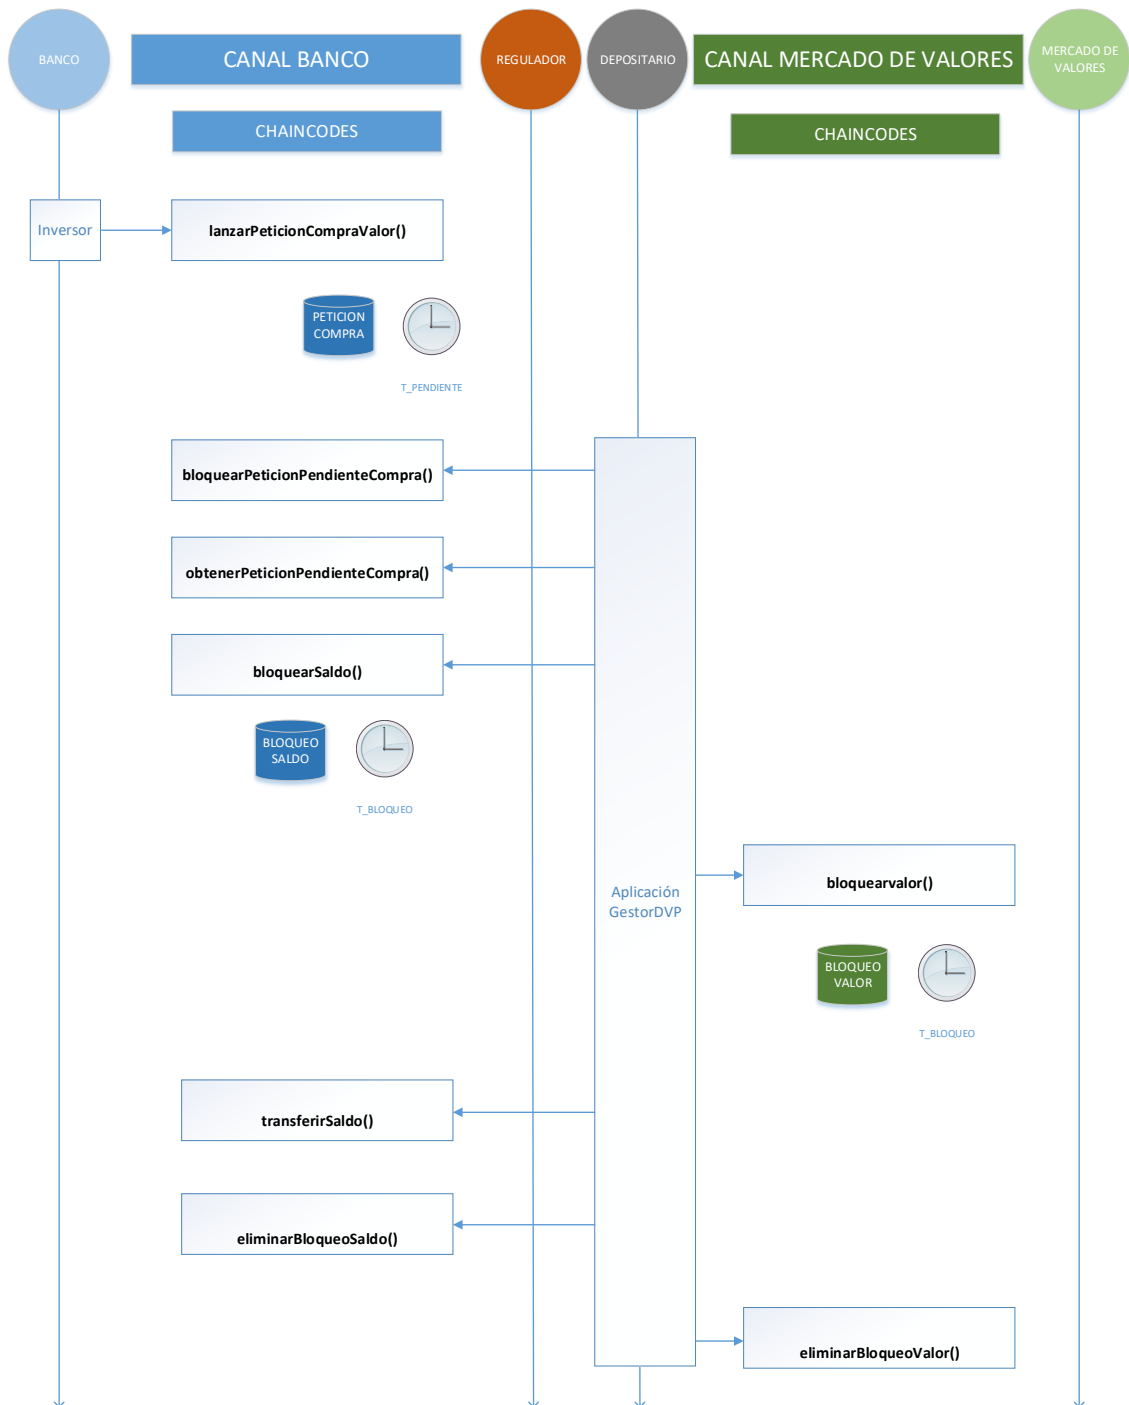 BANCO
CANAL BANCO
REGULADOR
DEPOSITARIO
CANAL MERCADO DE VALORES
MERCADO DE
VALORES
CHAINCODES
CHAINCODES
Inversor
lanzarPeticionCompraValor()
PETICION
COMPRA
T_PENDIENTE
bloquearPeticionPendienteCompra()
obtenerPeticionPendienteCompra()
bloquearSaldo()
BLOQUEO
SALDO
T_BLOQUEO
Aplicación
GestorDVP
bloquearvalor()
BLOQUEO
VALOR
T_BLOQUEO
transferirSaldo()
eliminarBloqueoSaldo()
eliminarBloqueoValor()